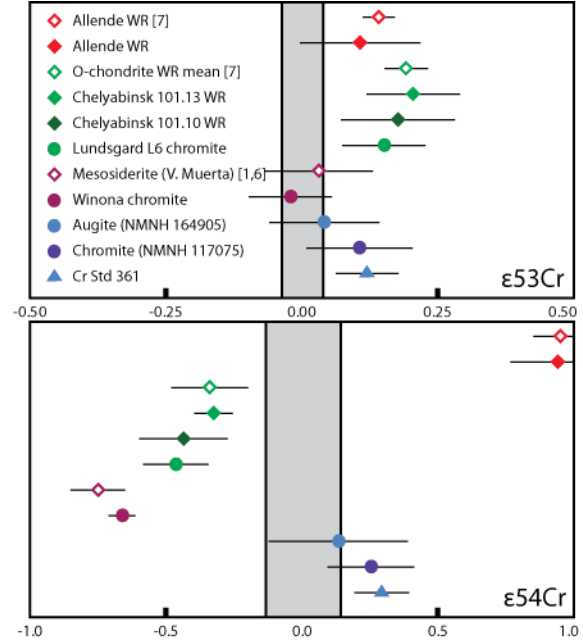 Allende WR [7]
Allende WR
O-chondrite WR mean [7]
Chelyabinsk 101.13 WR
Chelyabinsk 101.10 WR
Lundsgard L6 chromite
Mesosiderite (V. Muerta) [1,6]
Winona chromite
Augite (NMNH 164905)
Chromite (NMNH 117075)
Cr Std 361
ε53Cr
-0.50 -0.25 0.00 0.25 0.50
ε54Cr
-1.0 -0.5 0.0 0.5 1.0